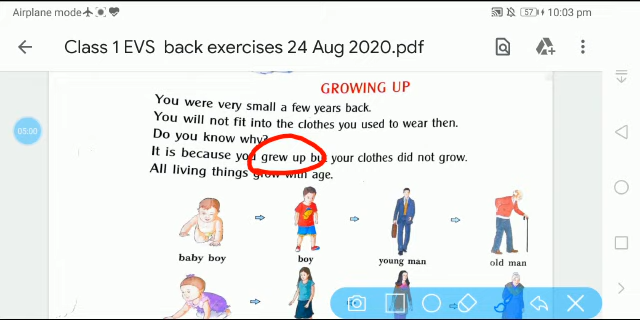 Airplane mode 57 10:03 pm
Class 1 EVS back exercises 24 Aug 2020.pdf
GROWING UP
You were very small a few years back.
You will not fit into the clothes you used to wear then.
05:00
Do you know why?
It is because you grew up but your clothes did not grow.
All living things grow with age.
baby boy boy young man old man